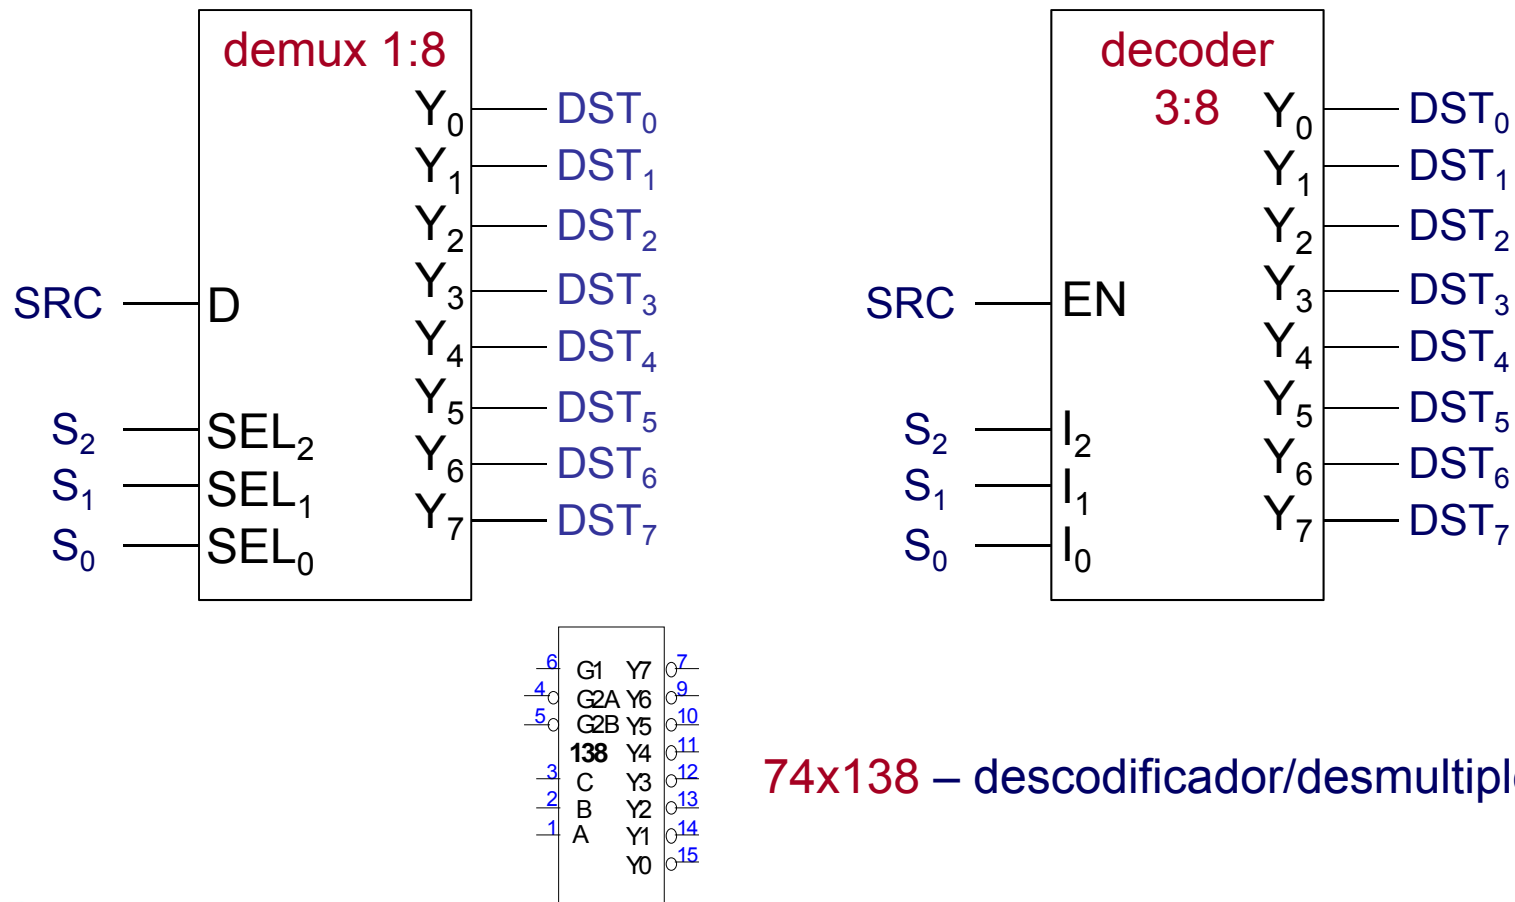 demux 1:8
Y0 DST0
Y1 DST1
Y2 DST2
Y3 DST3
SRC D
Y4 DST4
Y5 DST5
S2 SEL2
Y6 DST6
S1 SEL1
Y7 DST7
S0 SEL0
decoder
3:8
Y0 DST0
Y1 DST1
Y2 DST2
Y3 DST3
SRC EN
Y4 DST4
Y5 DST5
S2 I2
Y6 DST6
S1 I1
Y7 DST7
S0 I0
6 G1 Y7 7
4 G2A Y6 9
5 G2B Y5 10
138 Y4 11
3 C Y3 12
2 B Y2 13
1 A Y1 14
Y0 15
74x138 – descodificador/